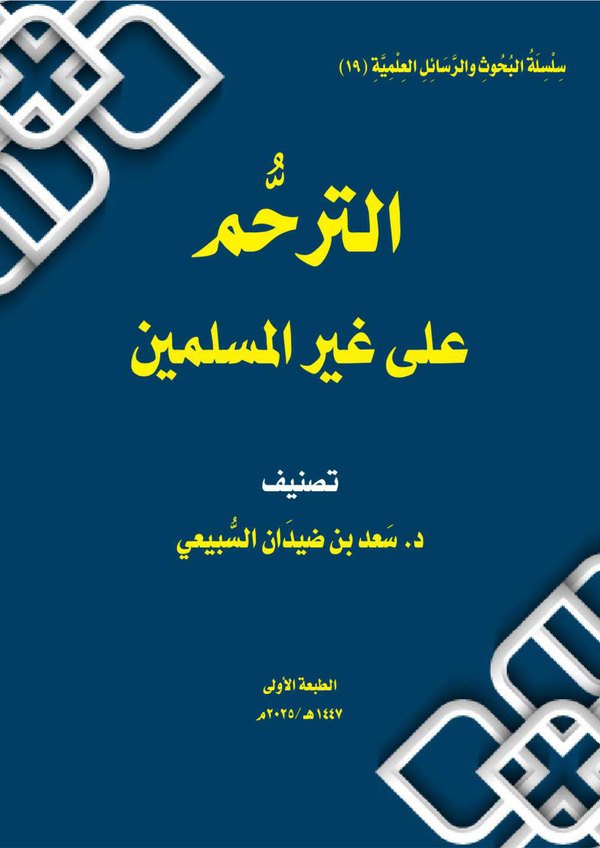 سِلْسِلَةُ البُحُوثِ والرَّسَائِلِ العِلْمِيَّةِ (١٩)
الترحُّم
على غير المسلمين
تصنيف
د. سَعد بن ضيدَان السُّبيعي
الطبعة الأولى
١٤٤٧هـ/٢٠٢٥م